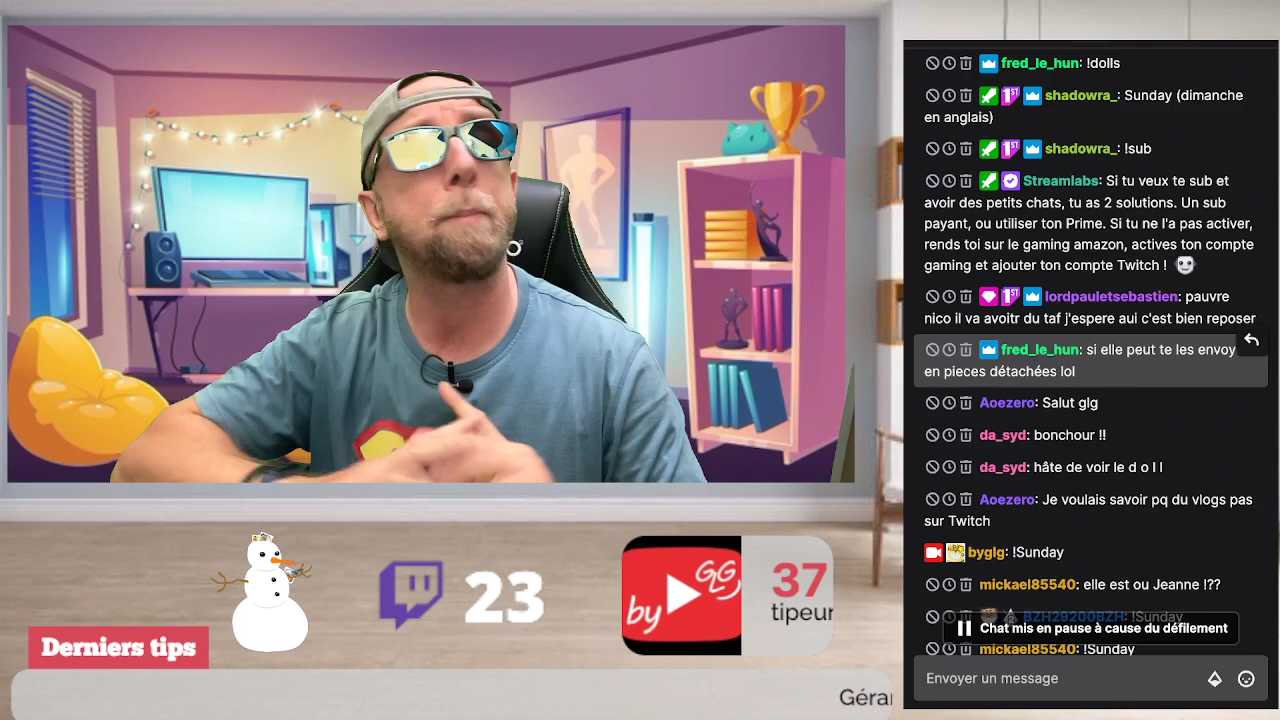 fred_le_hun: !dolls
shadowra_: Sunday (dimanche
en anglais)
shadowra_: !sub
Streamlabs: Si tu veux te sub et
avoir des petits chats, tu as 2 solutions. Un sub
payant, ou utiliser ton Prime. Si tu ne l'a pas activer,
rends toi sur le gaming amazon, actives ton compte
gaming et ajouter ton compte Twitch !
lordpauletsebastien: pauvre
nico il va avoitr du taf j'espere aui c'est bien reposer
fred_le_hun: si elle peut te les envoy
en pieces détachées lol
Aoezero: Salut glg
da_syd: bonchour !!
da_syd: hâte de voir le d o l l
Aoezero: Je voulais savoir pq du vlogs pas
sur Twitch
byglg: !Sunday
mickael85540: elle est ou Jeanne !??
BZH29200BZH: !Sunday
Chat mis en pause à cause du défilement
mickael85540: !Sunday
Envoyer un message
23
by GLG
37
tipeur
Derniers tips
Gérar